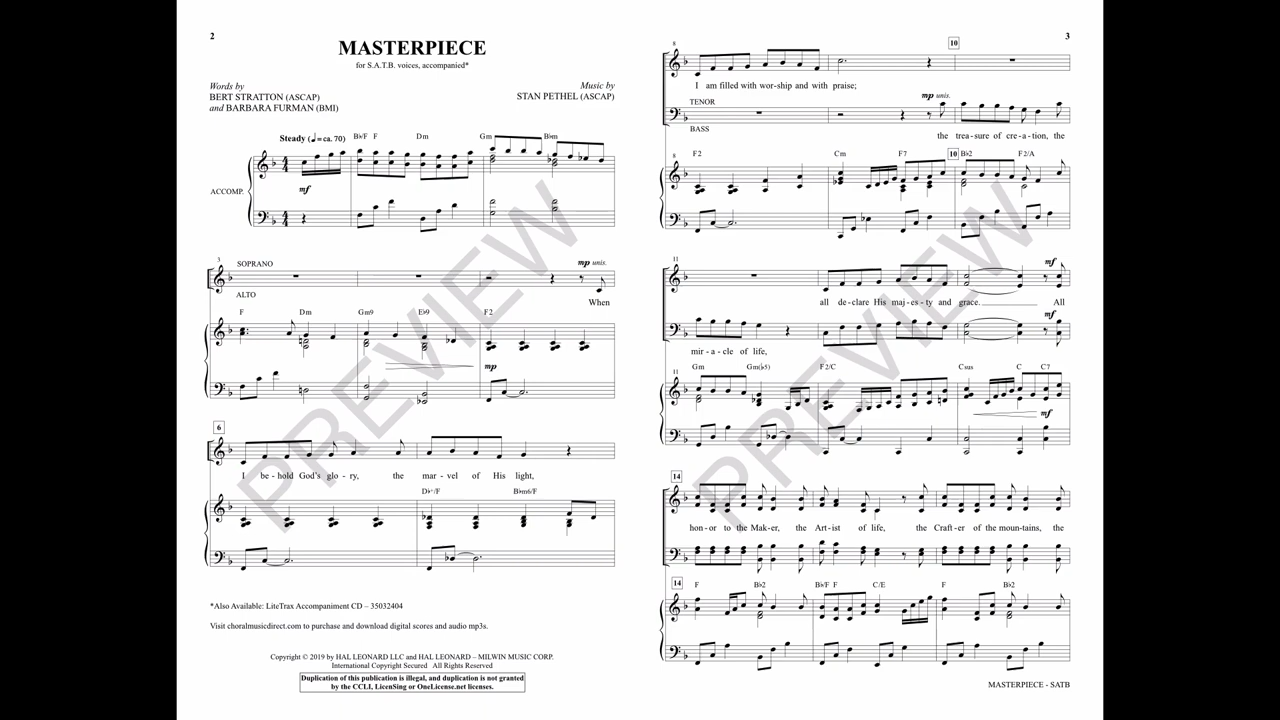 2
MASTERPIECE
for S.A.T.B. voices, accompanied*
Words by
BERT STRATTON (ASCAP)
and BARBARA FURMAN (BMI)
Music by
STAN PETHEL (ASCAP)
Steady (♩ = ca. 70)
B♭/F F Dm Gm B♭m
ACCOMP.
mf
3
SOPRANO
mp unis.
ALTO
When
F Dm Gm9 E♭9 F2
mp
6
I be - hold God's glo - ry, the mar - vel of His light,
D♭+/F B♭m6/F
*Also Available: LiteTrax Accompaniment CD – 35032404
Visit choralmusicdirect.com to purchase and download digital scores and audio mp3s.
Copyright © 2019 by HAL LEONARD LLC and HAL LEONARD – MILWIN MUSIC CORP.
International Copyright Secured All Rights Reserved
Duplication of this publication is illegal, and duplication is not granted
by the CCLI, LicenSing or OneLicense.net licenses.
3
8
10
I am filled with wor-ship and with praise;
TENOR
mp unis.
BASS
the trea-sure of cre-a-tion, the
8
10
F2 Cm F7 B♭2 F2/A
11
mf
all de-clare His maj-es-ty and grace. All
mf
mir - a - cle of life,
11
Gm Gm(♭5) F2/C Csus C C7
mf
14
hon-or to the Mak-er, the Art-ist of life, the Craft-er of the moun-tains, the
14
F B♭2 B♭/F F C/E F B♭2
MASTERPIECE - SATB
PREVIEW
PREVIEW